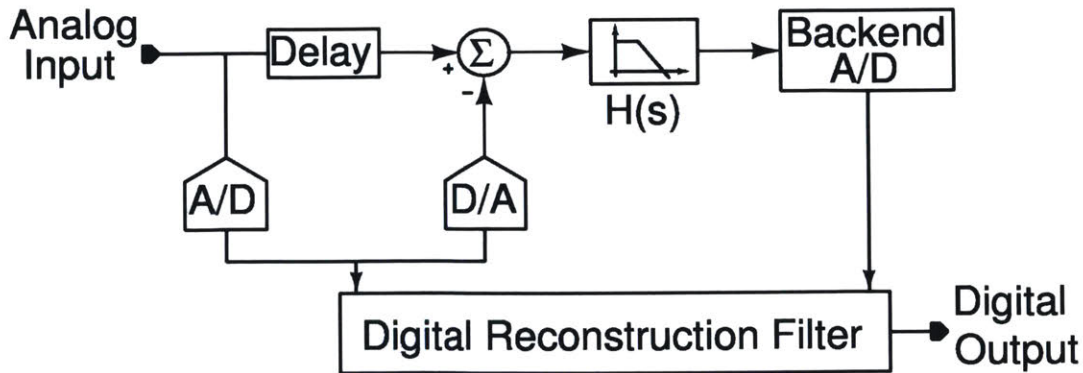 Analog
Input
Delay
+
Σ
-
H(s)
Backend
A/D
A/D
D/A
Digital Reconstruction Filter
Digital
Output